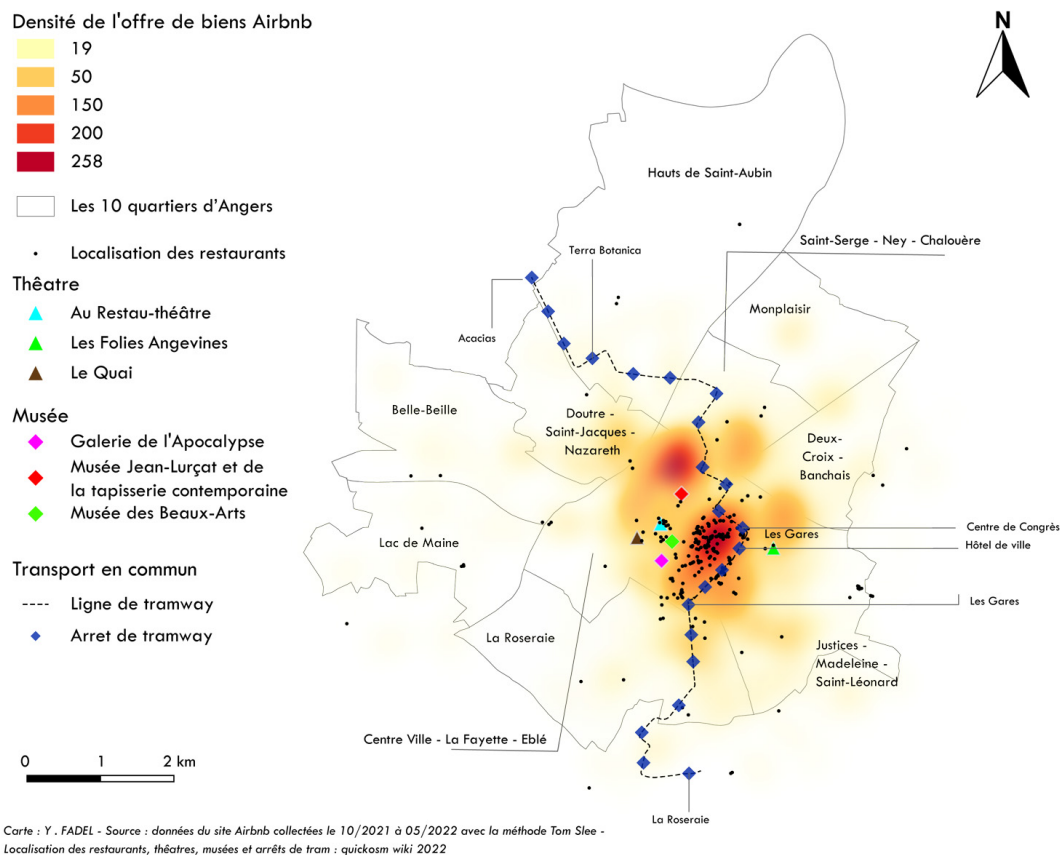 Densité de l'offre de biens Airbnb
19
50
150
200
258
Les 10 quartiers d'Angers
Localisation des restaurants
Thêatre
Au Restau-théâtre
Les Folies Angevines
Le Quai
Musée
Galerie de l'Apocalypse
Musée Jean-Lurçat et de
la tapisserie contemporaine
Musée des Beaux-Arts
Transport en commun
Ligne de tramway
Arret de tramway
0 1 2 km
N
Hauts de Saint-Aubin
Saint-Serge - Ney - Chalouère
Terra Botanica
Monplaisir
Acacias
Belle-Beille
Doutre -
Saint-Jacques -
Nazareth
Deux-
Croix -
Banchais
Centre de Congrès
Les Gares
Lac de Maine
Hôtel de ville
Les Gares
La Roseraie
Justices -
Madeleine -
Saint-Léonard
Centre Ville - La Fayette - Eblé
La Roseraie
Carte : Y . FADEL - Source : données du site Airbnb collectées le 10/2021 à 05/2022 avec la méthode Tom Slee -
Localisation des restaurants, théâtres, musées et arrêts de tram : quickosm wiki 2022